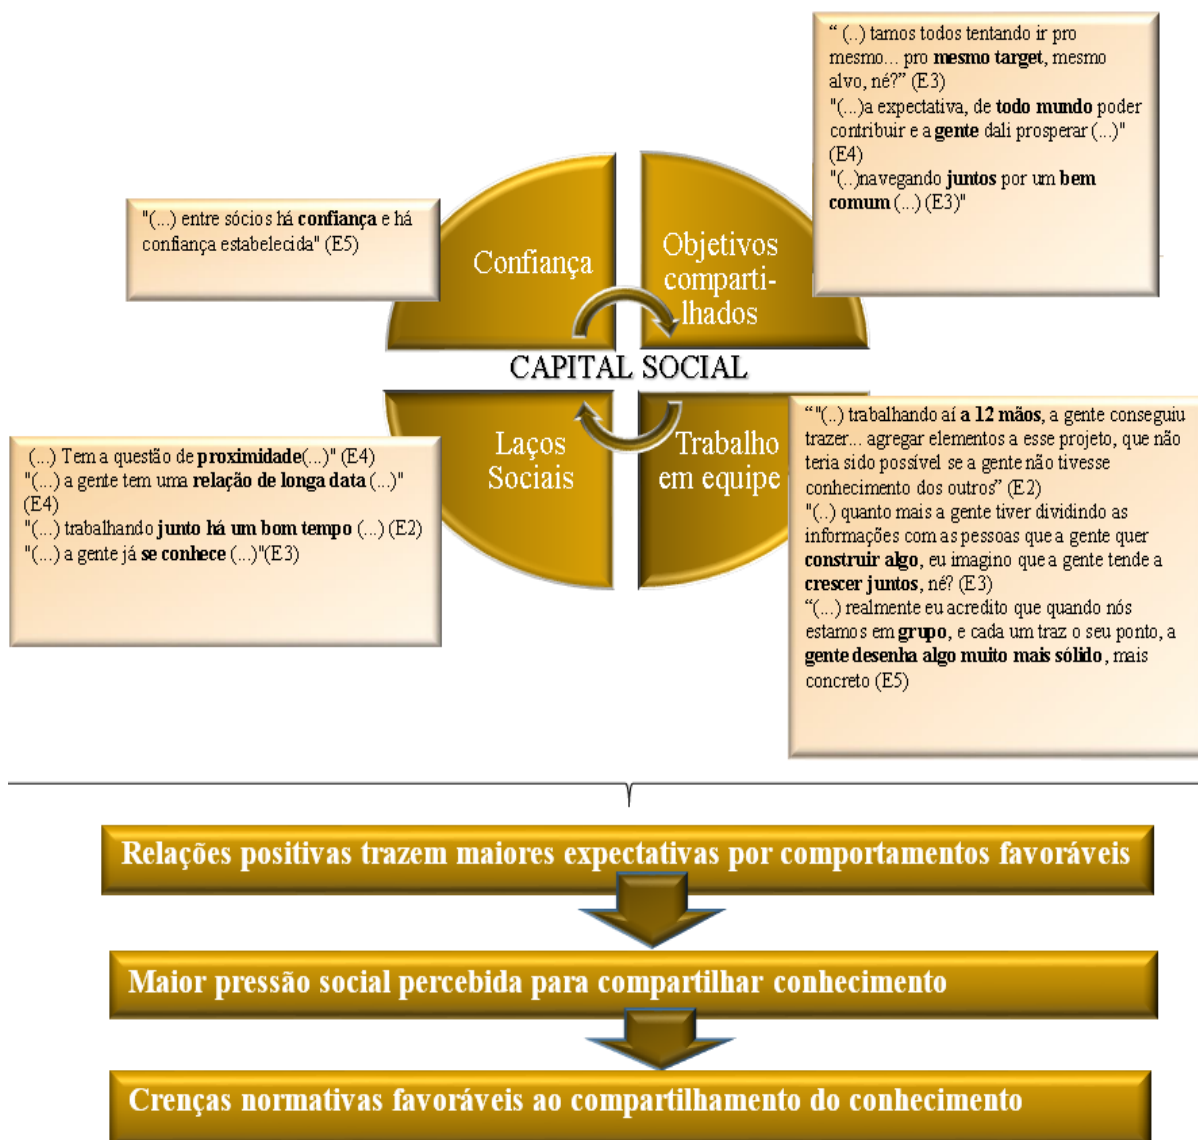 “ (..) tamos todos tentando ir pro
mesmo... pro mesmo target, mesmo
alvo, né?” (E3)
"(...)a expectativa, de todo mundo poder
contribuir e a gente dali prosperar (...)"
(E4)
"(..)navegando juntos por um bem
comum (...) (E3)"
"(...) entre sócios há confiança e há
confiança estabelecida" (E5)
Confiança
Objetivos
comparti-
lhados
CAPITAL SOCIAL
Laços
Sociais
Trabalho
em equipe
(...) Tem a questão de proximidade(...)" (E4)
"(...) a gente tem uma relação de longa data (...)"
(E4)
"(...) trabalhando junto há um bom tempo (...) (E2)
"(...) a gente já se conhece (...)"(E3)
“"(..) trabalhando aí a 12 mãos, a gente conseguiu
trazer... agregar elementos a esse projeto, que não
teria sido possível se a gente não tivesse
conhecimento dos outros” (E2)
"(..) quanto mais a gente tiver dividindo as
informações com as pessoas que a gente quer
construir algo, eu imagino que a gente tende a
crescer juntos, né? (E3)
“(...) realmente eu acredito que quando nós
estamos em grupo, e cada um traz o seu ponto, a
gente desenha algo muito mais sólido, mais
concreto (E5)
Relações positivas trazem maiores expectativas por comportamentos favoráveis
Maior pressão social percebida para compartilhar conhecimento
Crenças normativas favoráveis ao compartilhamento do conhecimento